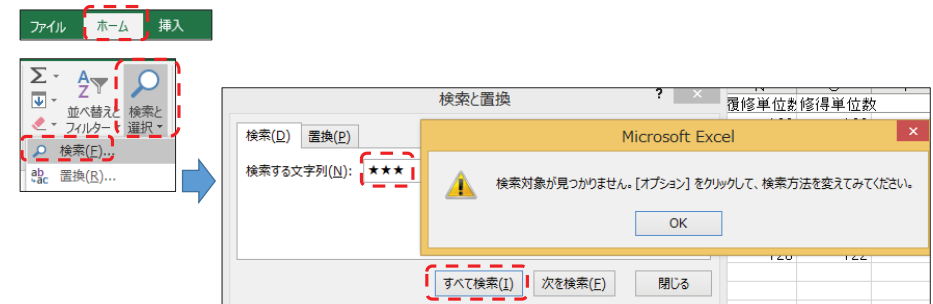 ファイル ホーム 挿入
並べ替えと
フィルター
検索と
選択
検索(F)...
置換(R)...
検索と置換
検索(D) 置換(P)
検索する文字列(N): ★★★
すべて検索(I) 次を検索(F) 閉じる
Microsoft Excel
検索対象が見つかりません。[オプション] をクリックして、検索方法を変えてみてください。
OK
修得単位数